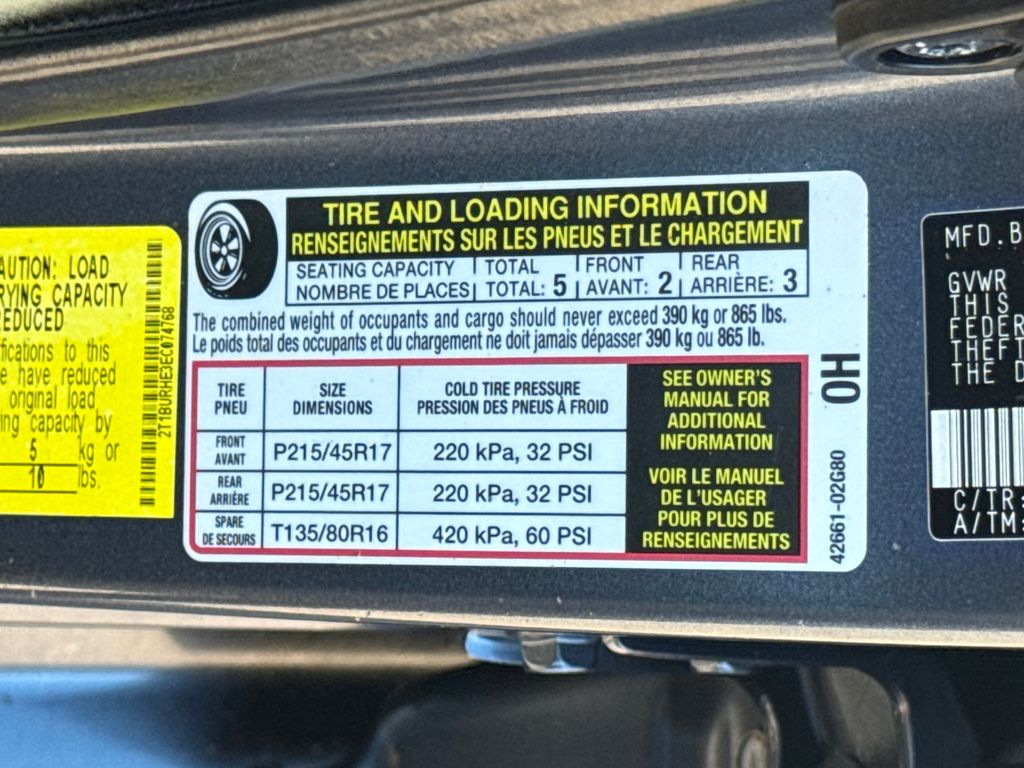 AUTION: LOAD
RYING CAPACITY
REDUCED
fications to this
e have reduced
original load
ing capacity by
5 kg or
10 lbs.
2T1BURHE3EC074768
TIRE AND LOADING INFORMATION
RENSEIGNEMENTS SUR LES PNEUS ET LE CHARGEMENT
SEATING CAPACITY TOTAL FRONT REAR
NOMBRE DE PLACES TOTAL: 5 AVANT: 2 ARRIÈRE: 3
The combined weight of occupants and cargo should never exceed 390 kg or 865 lbs.
Le poids total des occupants et du chargement ne doit jamais dépasser 390 kg ou 865 lb.
TIRE SIZE COLD TIRE PRESSURE
PNEU DIMENSIONS PRESSION DES PNEUS À FROID
FRONT
AVANT P215/45R17 220 kPa, 32 PSI
REAR
ARRIÈRE P215/45R17 220 kPa, 32 PSI
SPARE
DE SECOURS T135/80R16 420 kPa, 60 PSI
SEE OWNER'S
MANUAL FOR
ADDITIONAL
INFORMATION
VOIR LE MANUEL
DE L'USAGER
POUR PLUS DE
RENSEIGNEMENTS
0H
42661-02G80
MFD.B
GVWR
THIS
FEDER
THEFT
THE D
C/TR:
A/TM: